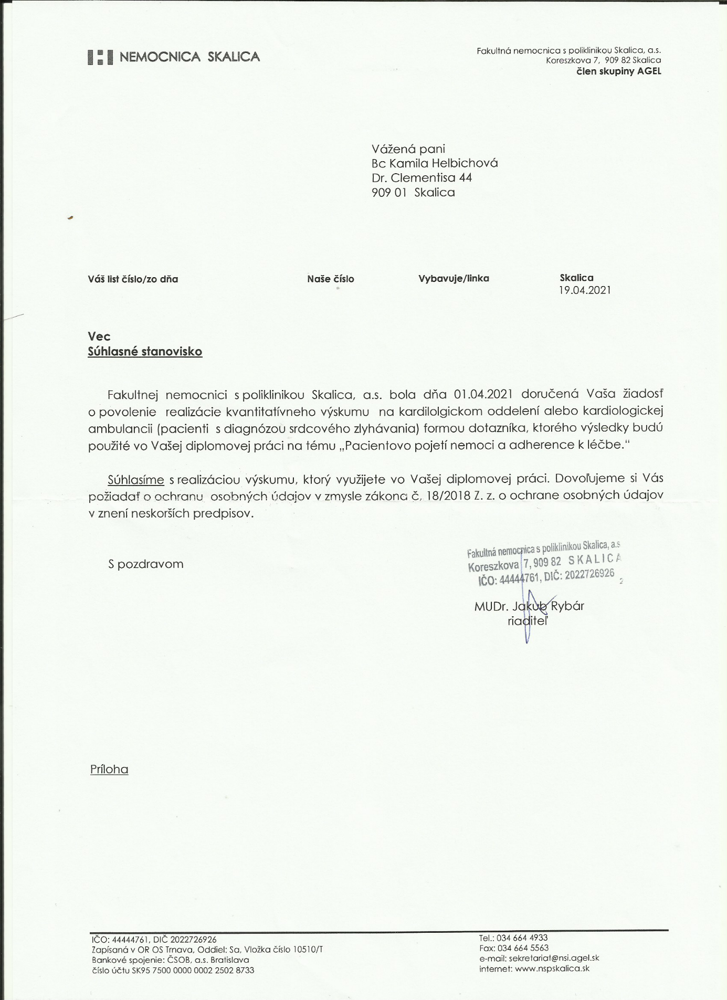 NEMOCNICA SKALICA
Fakultná nemocnica s poliklinikou Skalica, a.s.
Koreszkova 7, 909 82 Skalica
člen skupiny AGEL
Vážená pani
Bc Kamila Helbichová
Dr. Clementisa 44
909 01 Skalica
Váš list číslo/zo dňa Naše číslo Vybavuje/linka Skalica
19.04.2021
Vec
Súhlasné stanovisko
Fakultnej nemocnici s poliklinikou Skalica, a.s. bola dňa 01.04.2021 doručená Vaša žiadosť
o povolenie realizácie kvantitatívneho výskumu na kardilolgickom oddelení alebo kardiologickej
ambulancii (pacienti s diagnózou srdcového zlyhávania) formou dotazníka, ktorého výsledky budú
použité vo Vašej diplomovej práci na tému „Pacientovo pojetí nemoci a adherence k léčbe.“
Súhlasíme s realizáciou výskumu, ktorý využijete vo Vašej diplomovej práci. Dovoľujeme si Vás
požiadať o ochranu osobných údajov v zmysle zákona č. 18/2018 Z. z. o ochrane osobných údajov
v znení neskorších predpisov.
S pozdravom
Fakultná nemocnica s poliklinikou Skalica, a.s
Koreszkova 7, 909 82 SKALICA
IČO: 44444761, DIČ: 2022726926
2
MUDr. Jakub Rybár
riaditeľ
Príloha
IČO: 44444761, DIČ 2022726926
Zapísaná v OR OS Trnava, Oddiel: Sa, Vložka číslo 10510/T
Bankové spojenie: ČSOB, a.s. Bratislava
číslo účtu SK95 7500 0000 0002 2502 8733
Tel.: 034 664 4933
Fax: 034 664 5563
e-mail: sekretariat@nsi.agel.sk
internet: www.nspskalica.sk